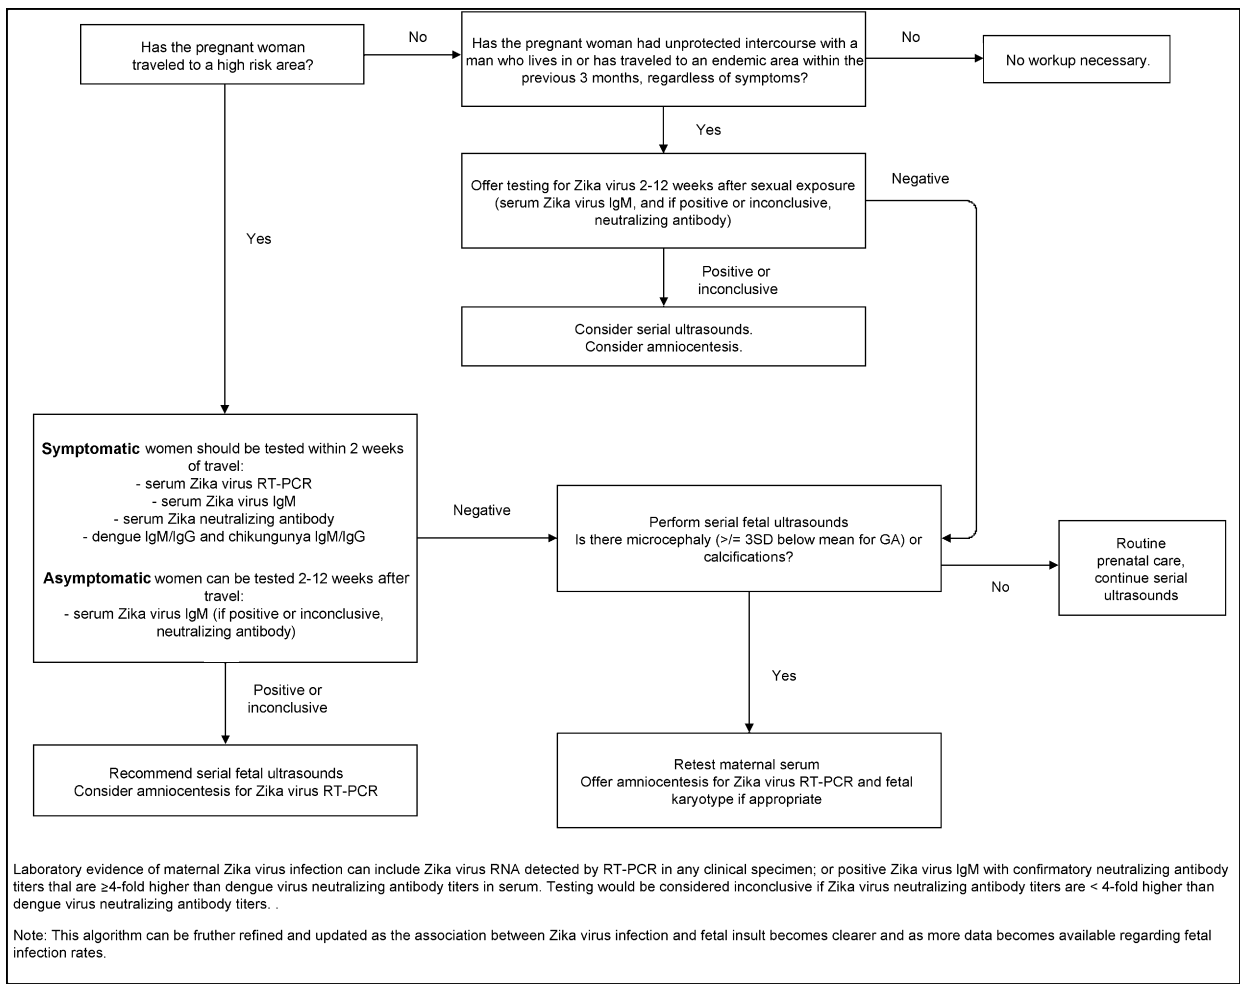 Has the pregnant woman
traveled to a high risk area?
No
Has the pregnant woman had unprotected intercourse with a
man who lives in or has traveled to an endemic area within the
previous 3 months, regardless of symptoms?
No
No workup necessary.
Yes
Offer testing for Zika virus 2-12 weeks after sexual exposure
(serum Zika virus IgM, and if positive or inconclusive,
neutralizing antibody)
Negative
Yes
Positive or
inconclusive
Consider serial ultrasounds.
Consider amniocentesis.
Symptomatic women should be tested within 2 weeks
of travel:
- serum Zika virus RT-PCR
- serum Zika virus IgM
- serum Zika neutralizing antibody
- dengue IgM/IgG and chikungunya IgM/IgG
Asymptomatic women can be tested 2-12 weeks after
travel:
- serum Zika virus IgM (if positive or inconclusive,
neutralizing antibody)
Negative
Perform serial fetal ultrasounds
Is there microcephaly (>/= 3SD below mean for GA) or
calcifications?
No
Routine
prenatal care,
continue serial
ultrasounds
Positive or
inconclusive
Yes
Recommend serial fetal ultrasounds
Consider amniocentesis for Zika virus RT-PCR
Retest maternal serum
Offer amniocentesis for Zika virus RT-PCR and fetal
karyotype if appropriate
Laboratory evidence of maternal Zika virus infection can include Zika virus RNA detected by RT-PCR in any clinical specimen; or positive Zika virus IgM with confirmatory neutralizing antibody
titers that are ≥4-fold higher than dengue virus neutralizing antibody titers in serum. Testing would be considered inconclusive if Zika virus neutralizing antibody titers are < 4-fold higher than
dengue virus neutralizing antibody titers. .
Note: This algorithm can be fruther refined and updated as the association between Zika virus infection and fetal insult becomes clearer and as more data becomes available regarding fetal
infection rates.